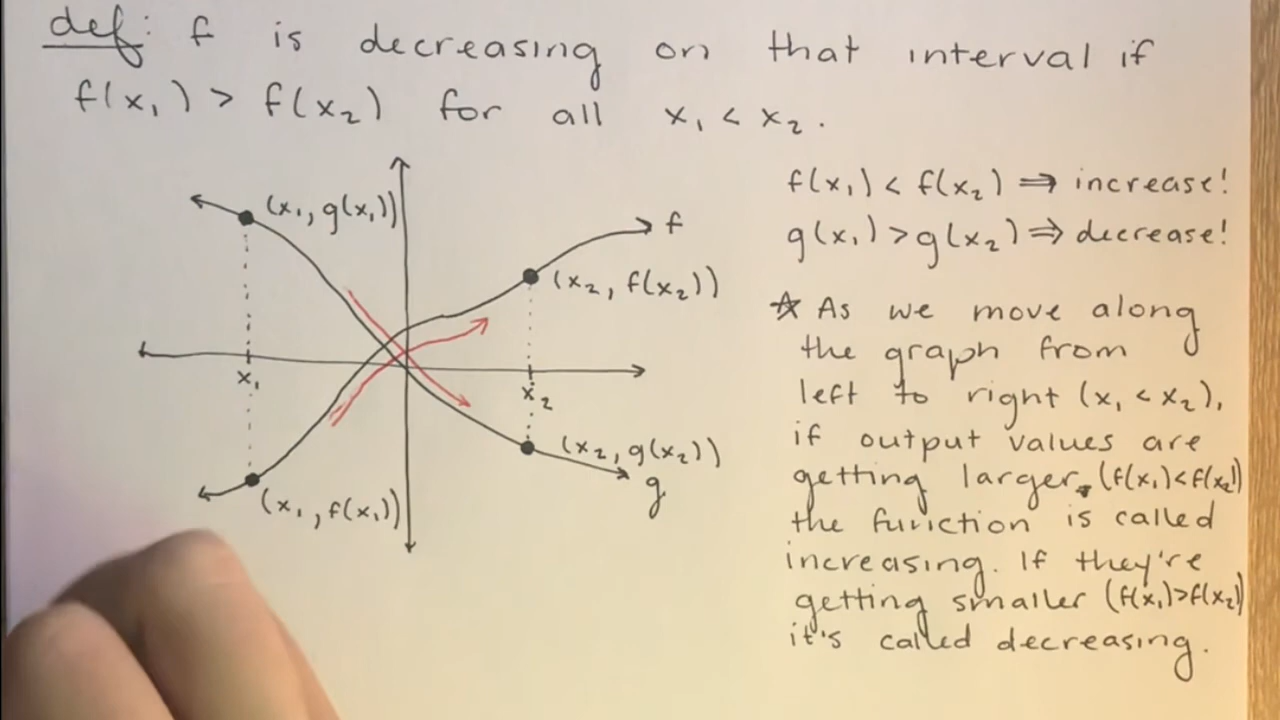 def: f is decreasing on that interval if
f(x₁) > f(x₂) for all x₁ < x₂.
f(x₁) < f(x₂) ⇒ increase!
g(x₁) > g(x₂) ⇒ decrease!
(x₁, g(x₁))
f
(x₂, f(x₂))
x₁
x₂
(x₂, g(x₂))
g
(x₁, f(x₁))
☆ As we move along
the graph from
left to right (x₁ < x₂),
if output values are
getting larger, (f(x₁)<f(x₂))
the function is called
increasing. If they're
getting smaller (f(x₁)>f(x₂))
it's called decreasing.